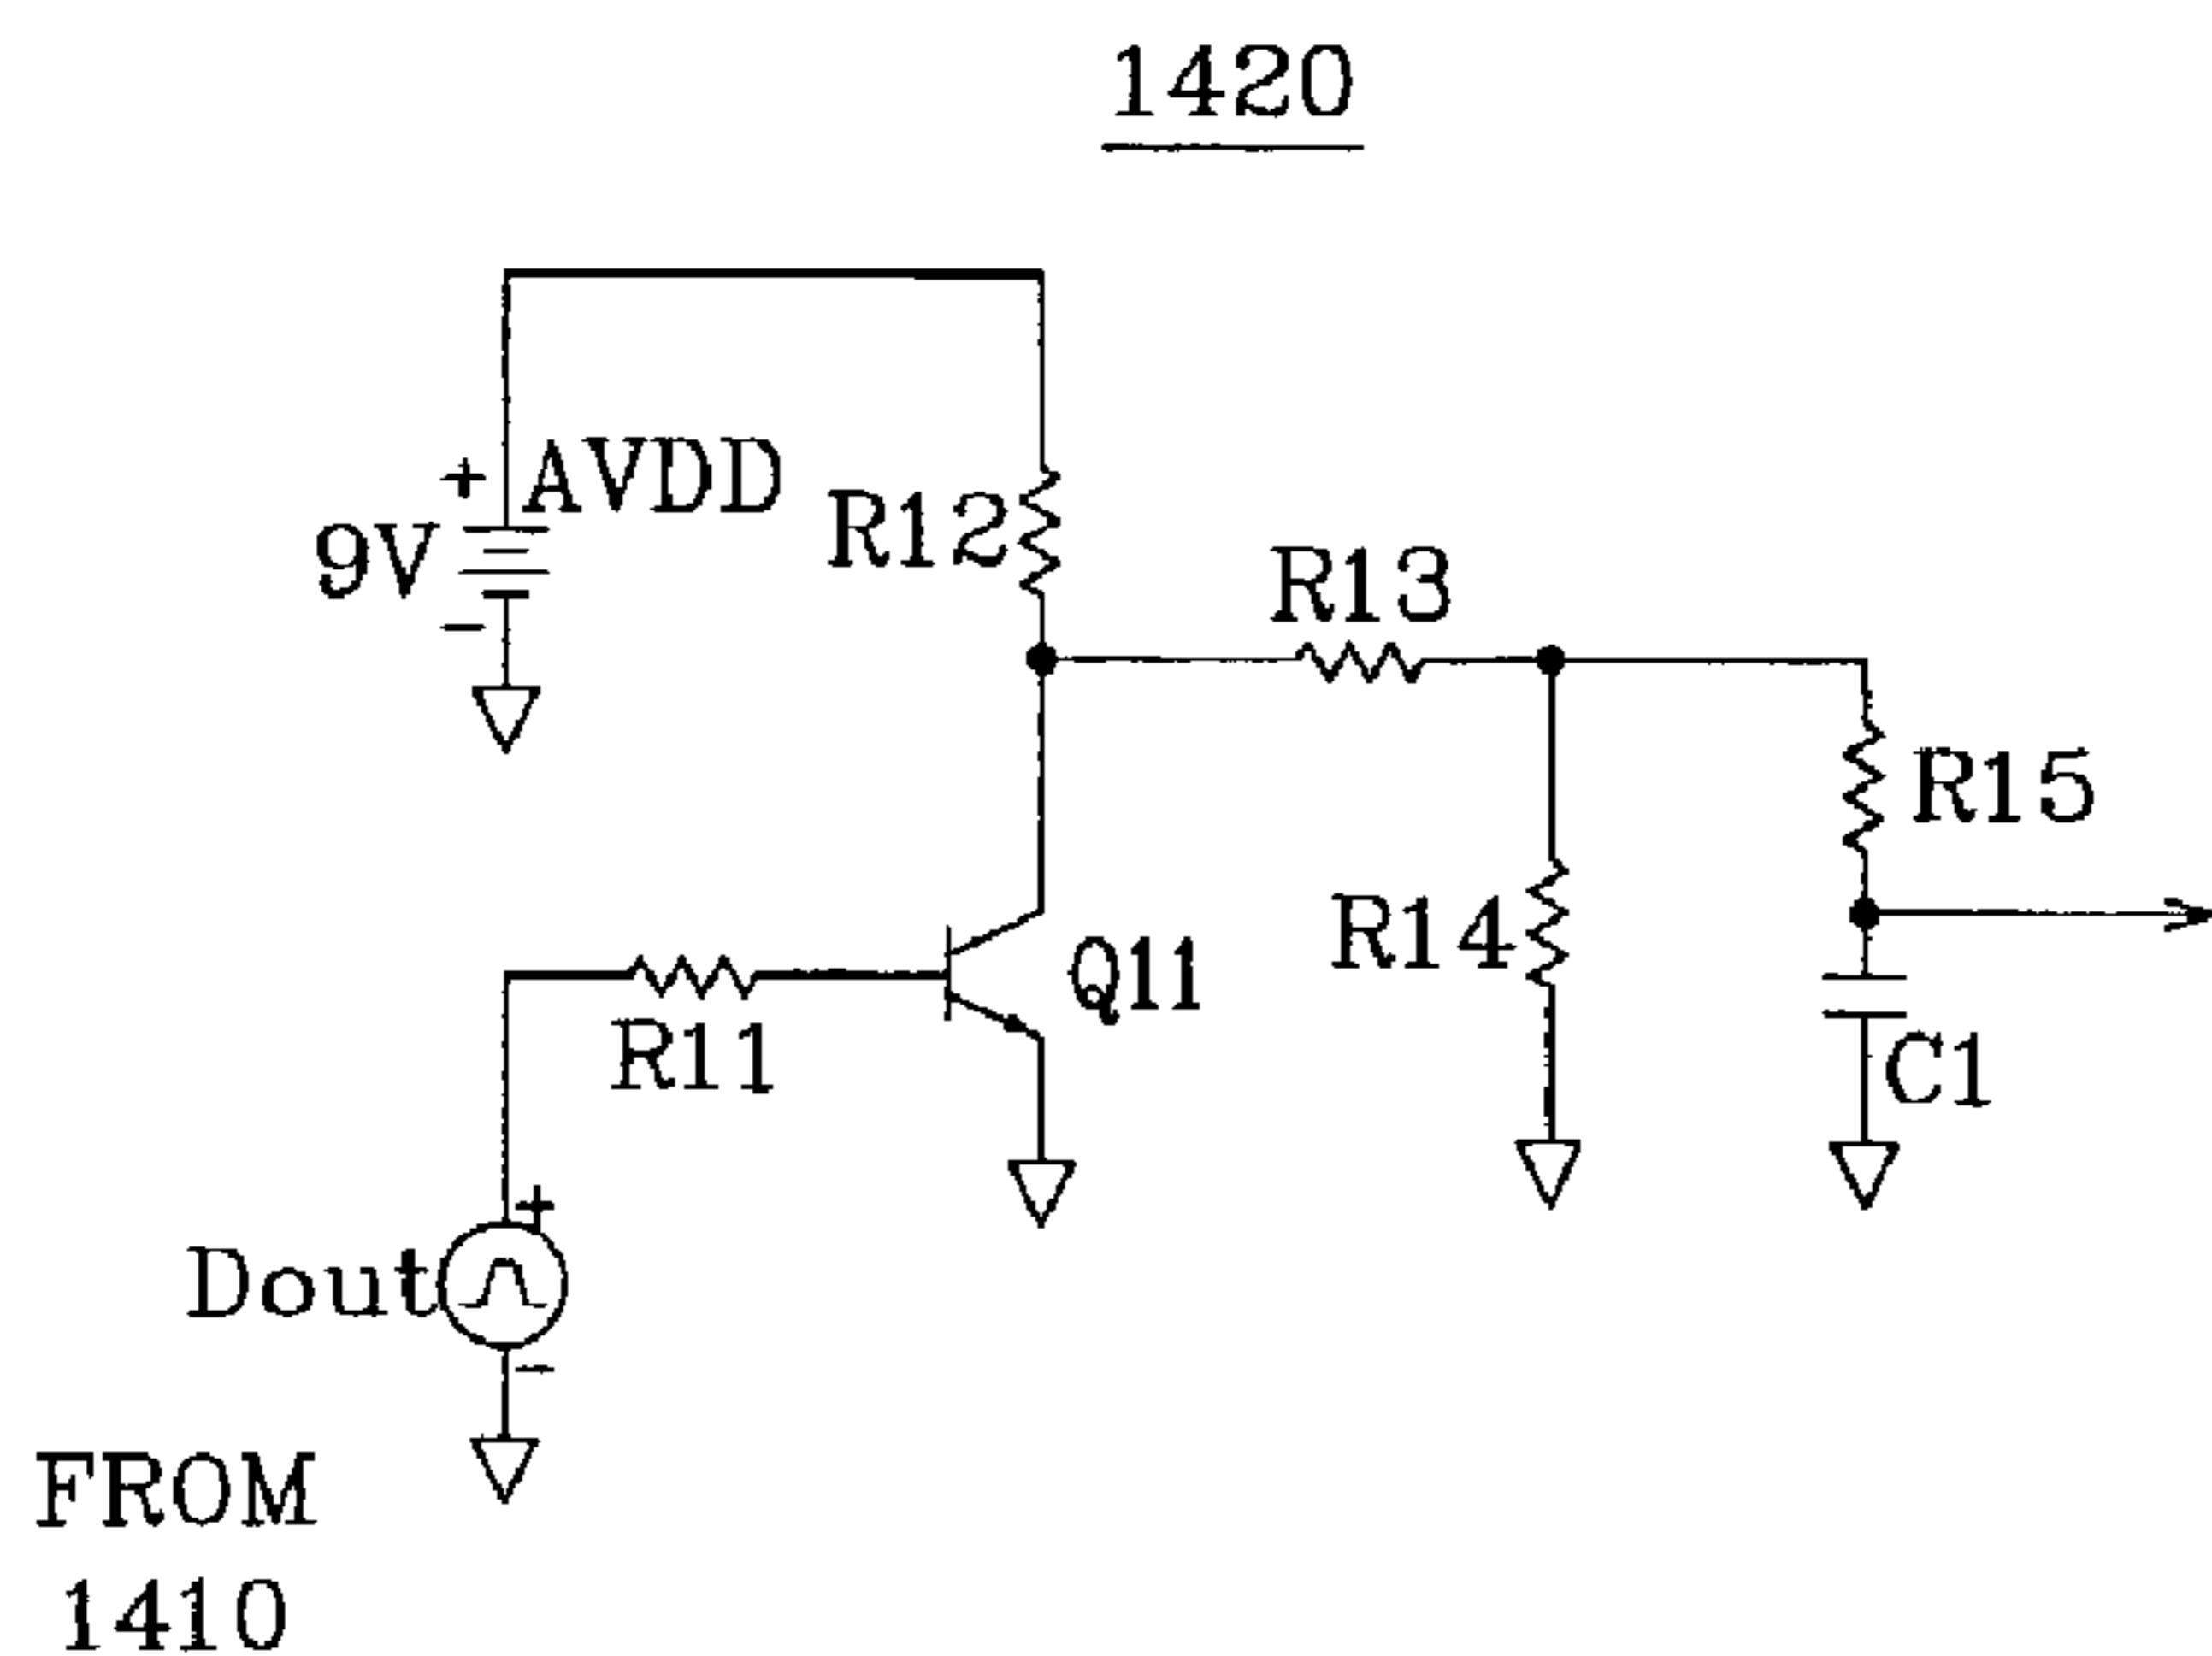 1420
+ AVDD
9V
-
R12
R13
R15
R14
Q11
R11
C1
+
Dout
-
FROM
1410